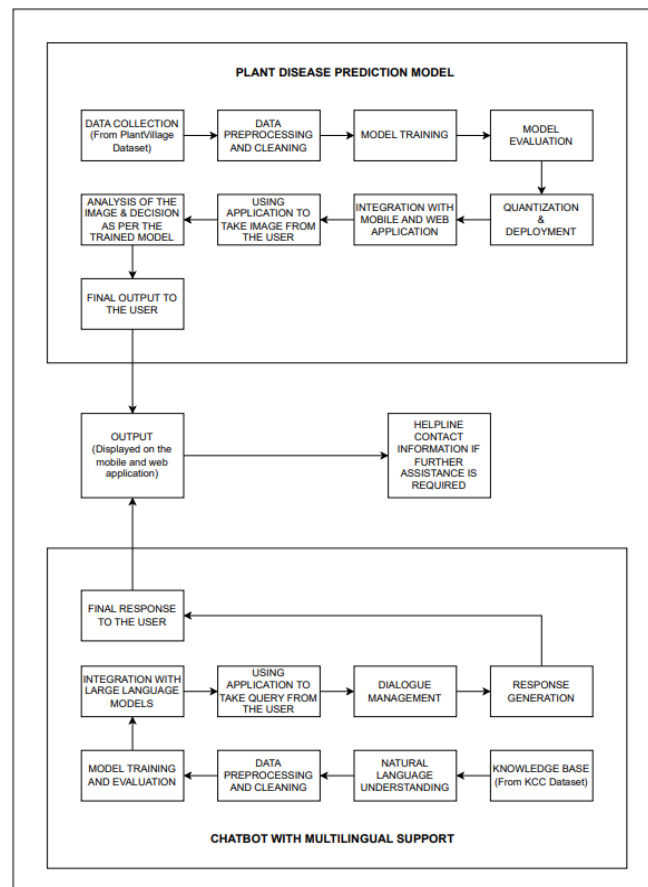 PLANT DISEASE PREDICTION MODEL
DATA COLLECTION
(From PlantVillage
Dataset)
DATA
PREPROCESSING
AND CLEANING
MODEL TRAINING
MODEL
EVALUATION
ANALYSIS OF THE
IMAGE & DECISION
AS PER THE
TRAINED MODEL
USING
APPLICATION TO
TAKE IMAGE FROM
THE USER
INTEGRATION WITH
MOBILE AND WEB
APPLICATION
QUANTIZATION
&
DEPLOYMENT
FINAL OUTPUT TO
THE USER
OUTPUT
(Displayed on the
mobile and web
application)
HELPLINE
CONTACT
INFORMATION IF
FURTHER
ASSISTANCE IS
REQUIRED
FINAL RESPONSE
TO THE USER
INTEGRATION WITH
LARGE LANGUAGE
MODELS
USING
APPLICATION TO
TAKE QUERY FROM
THE USER
DIALOGUE
MANAGEMENT
RESPONSE
GENERATION
MODEL TRAINING
AND EVALUATION
DATA
PREPROCESSING
AND CLEANING
NATURAL
LANGUAGE
UNDERSTANDING
KNOWLEDGE BASE
(From KCC Dataset)
CHATBOT WITH MULTILINGUAL SUPPORT